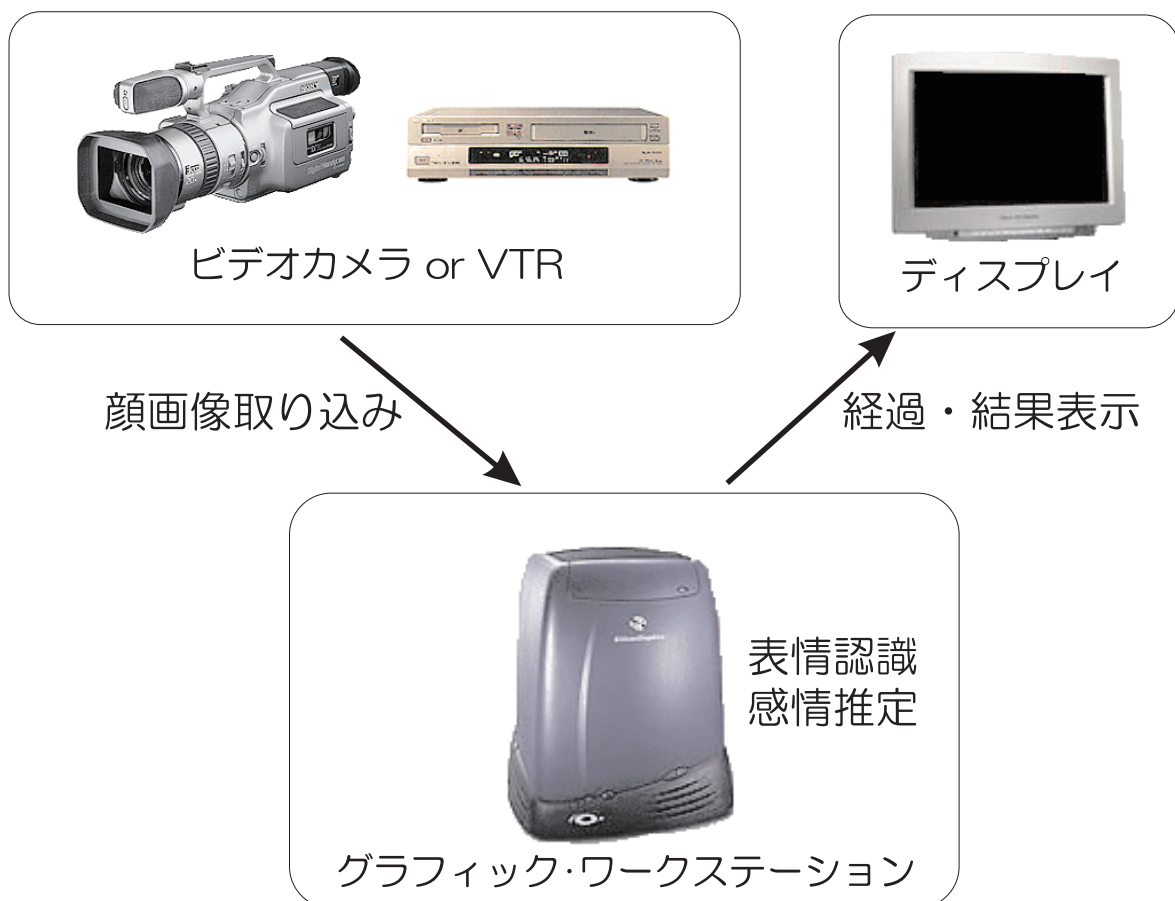 SONY
ビデオカメラ or VTR
ディスプレイ
顔画像取り込み
経過・結果表示
表情認識
感情推定
グラフィック・ワークステーション